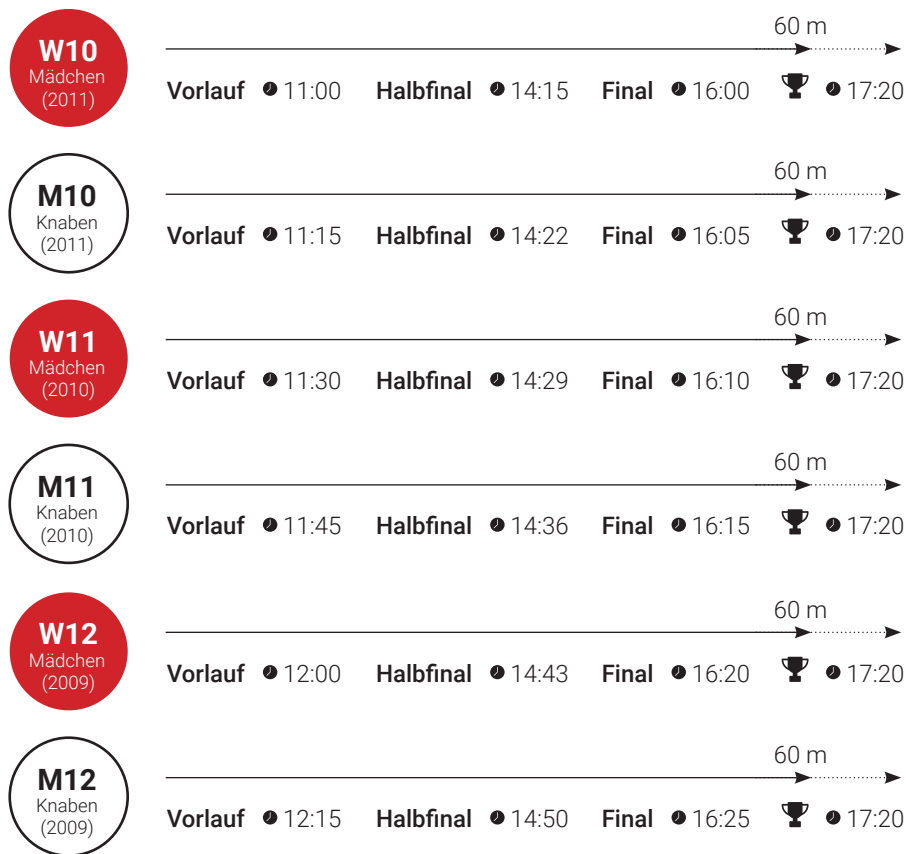 W10
Mädchen
(2011)
60 m
Vorlauf 11:00 Halbfinal 14:15 Final 16:00 17:20
M10
Knaben
(2011)
60 m
Vorlauf 11:15 Halbfinal 14:22 Final 16:05 17:20
W11
Mädchen
(2010)
60 m
Vorlauf 11:30 Halbfinal 14:29 Final 16:10 17:20
M11
Knaben
(2010)
60 m
Vorlauf 11:45 Halbfinal 14:36 Final 16:15 17:20
W12
Mädchen
(2009)
60 m
Vorlauf 12:00 Halbfinal 14:43 Final 16:20 17:20
M12
Knaben
(2009)
60 m
Vorlauf 12:15 Halbfinal 14:50 Final 16:25 17:20